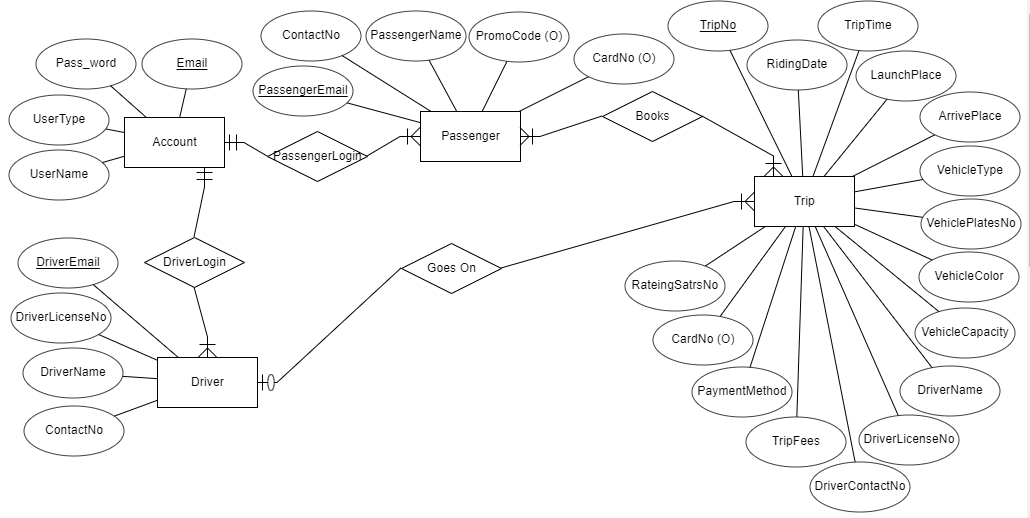 TripNo
TripTime
ContactNo
PassengerName
PromoCode (O)
CardNo (O)
Pass_word
Email
RidingDate
LaunchPlace
PassengerEmail
UserType
ArrivePlace
Books
Account
Passenger
PassengerLogin
UserName
VehicleType
Trip
VehiclePlatesNo
DriverEmail
DriverLogin
Goes On
RateingSatrsNo
VehicleColor
DriverLicenseNo
CardNo (O)
VehicleCapacity
DriverName
Driver
PaymentMethod
DriverName
ContactNo
TripFees
DriverLicenseNo
DriverContactNo